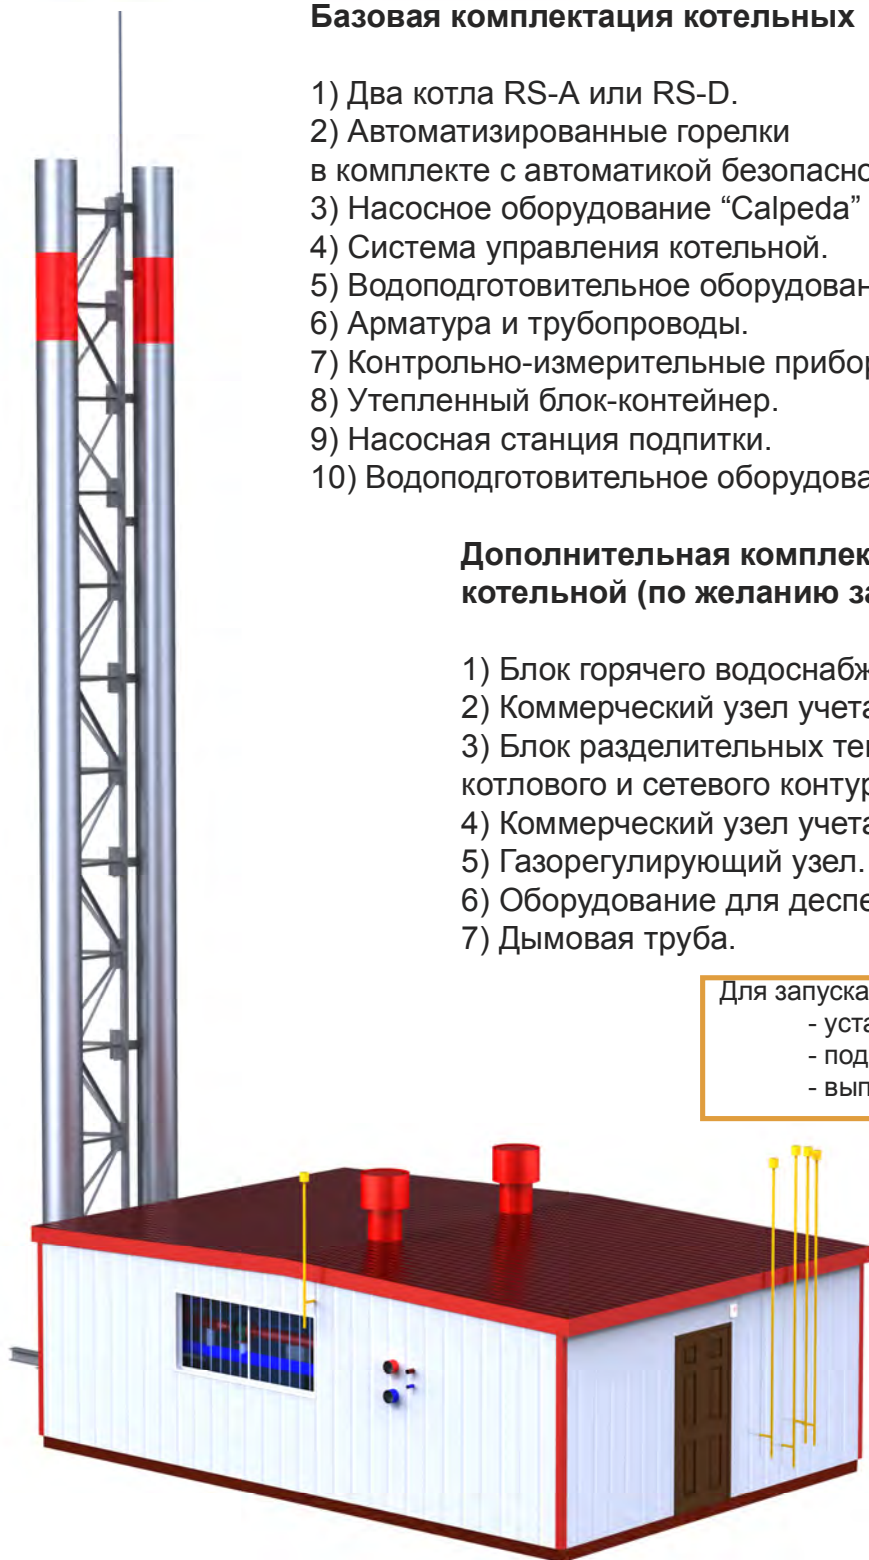 Базовая комплектация котельных
1) Два котла RS-A или RS-D.
2) Автоматизированные горелки
в комплекте с автоматикой
3) Насосное оборудование “Calpeda”
4) Система управления котельной.
5) Водоподготовительное
6) Арматура и трубопроводы.
7) Контрольно-измерительные
8) Утепленный блок-контейнер.
9) Насосная станция подпитки.
10) Водоподготовительное
Дополнительная
котельной (по желанию
1) Блок горячего
2) Коммерческий узел учета
3) Блок разделительных
котлового и сетевого
4) Коммерческий узел учета
5) Газорегулирующий узел.
6) Оборудование для
7) Дымовая труба.
Для запуска
-
-
-